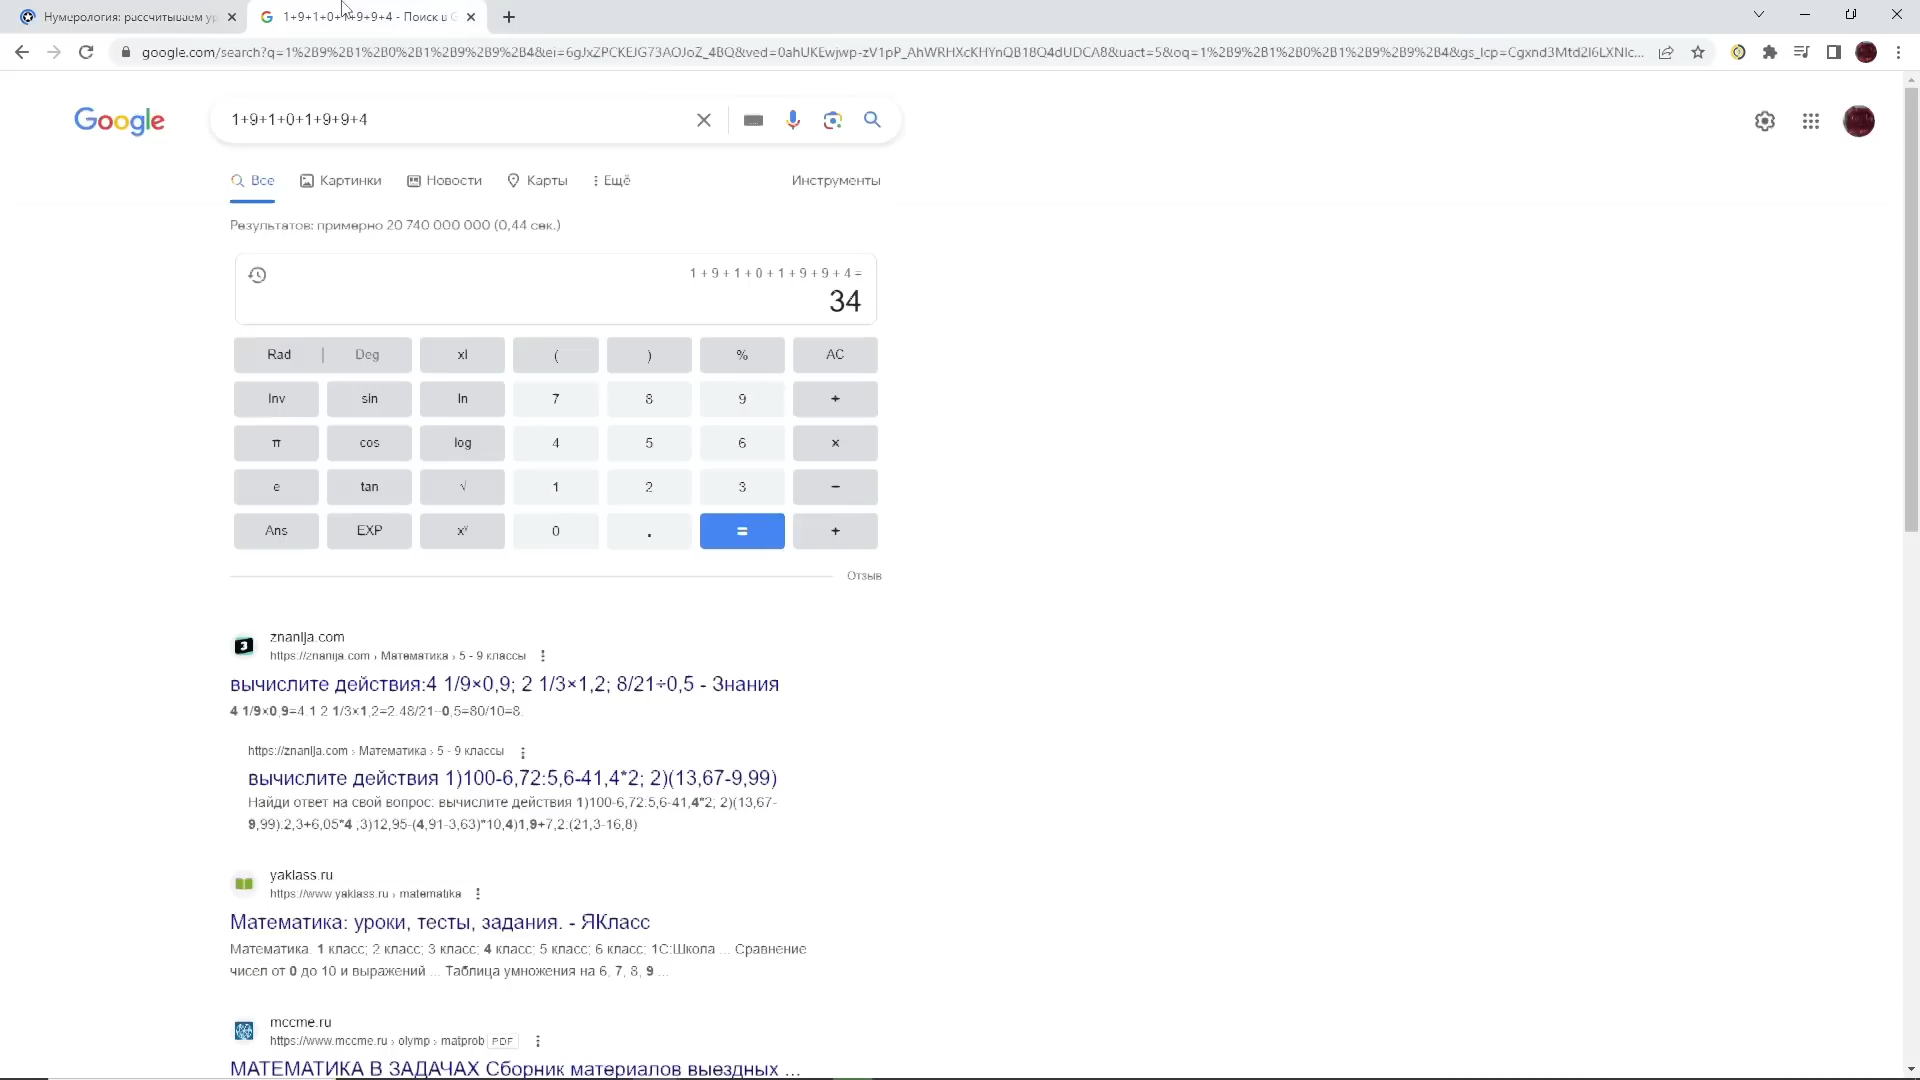 Нумерология: рассчитываем ур
1+9+1+0+1+9+9+4 - Поиск в G
google.com/search?q=1%2B9%2B1%2B0%2B1%2B9%2B9%2B4&ei=6gJxZPCKEJG73AOJoZ_4BQ&ved=0ahUKEwjwp-zV1pP_AhWRHXcKHYnQB18Q4dUDCA8&uact=5&oq=1%2B9%2B1%2B0%2B1%2B9%2B9%2B4&gs_lcp=Cgxnd3Mtd2l6LXNlc...
Google
1+9+1+0+1+9+9+4
Все Картинки Новости Карты Ещё Инструменты
Результатов: примерно 20 740 000 000 (0,44 сек.)
1 + 9 + 1 + 0 + 1 + 9 + 9 + 4 =
34
Rad | Deg x! ( ) % AC
Inv sin ln 7 8 9 ÷
π cos log 4 5 6 ×
e tan √ 1 2 3 −
Ans EXP xʸ 0 . = +
Отзыв
znanija.com
https://znanija.com › Математика › 5 - 9 классы
вычислите действия:4 1/9×0,9; 2 1/3×1,2; 8/21÷0,5 - Знания
4 1/9×0,9=4.1 2 1/3×1,2=2.48/21--0,5=80/10=8.
https://znanija.com › Математика › 5 - 9 классы
вычислите действия 1)100-6,72:5,6-41,4*2; 2)(13,67-9,99)
Найди ответ на свой вопрос: вычислите действия 1)100-6,72:5,6-41,4*2; 2)(13,67-
9,99):2,3+6,05*4 ;3)12,95-(4,91-3,63)*10,4)1,9+7,2:(21,3-16,8)
yaklass.ru
https://www.yaklass.ru › matematika
Математика: уроки, тесты, задания. - ЯКласс
Математика. 1 класс; 2 класс; 3 класс; 4 класс; 5 класс; 6 класс; 1С:Школа ... Сравнение
чисел от 0 до 10 и выражений ... Таблица умножения на 6, 7, 8, 9 ...
mccme.ru
https://www.mccme.ru › olymp › matprob PDF
МАТЕМАТИКА В ЗАДАЧАХ Сборник материалов выездных ...